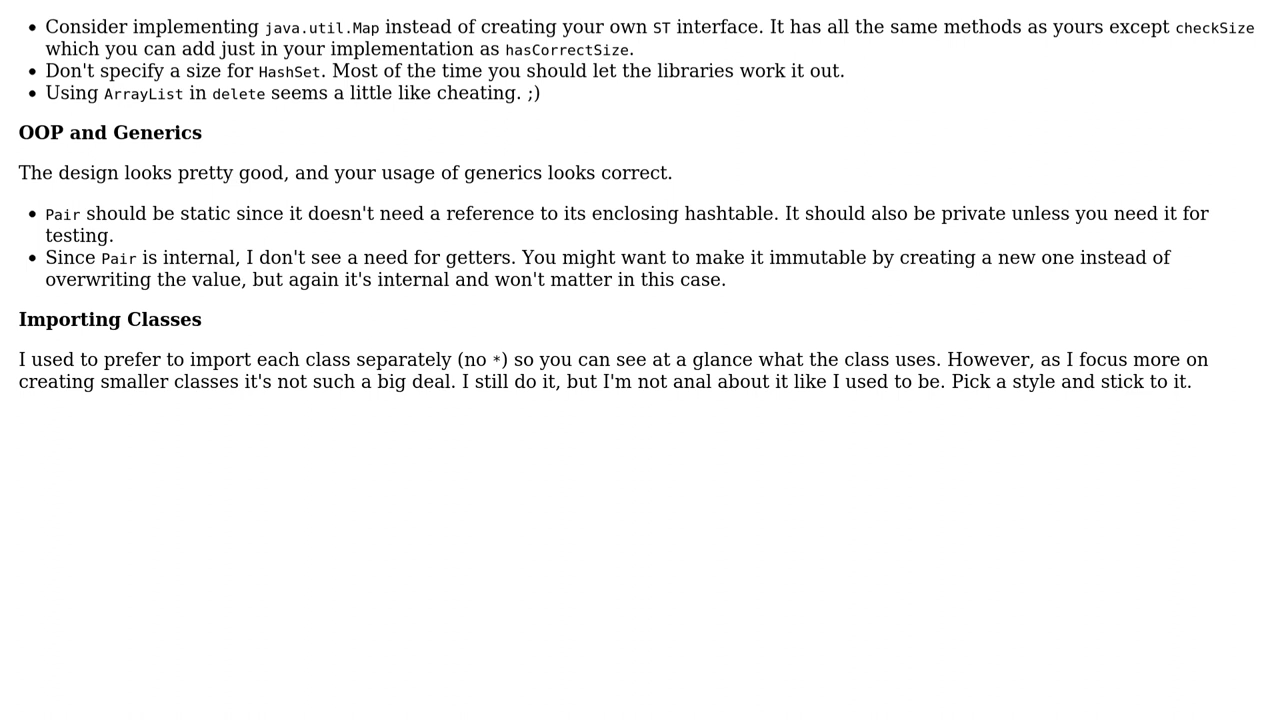 • Consider implementing java.util.Map instead of creating your own ST interface. It has all the same methods as yours except checkSize
which you can add just in your implementation as hasCorrectSize.
• Don't specify a size for HashSet. Most of the time you should let the libraries work it out.
• Using ArrayList in delete seems a little like cheating. ;)
OOP and Generics
The design looks pretty good, and your usage of generics looks correct.
• Pair should be static since it doesn't need a reference to its enclosing hashtable. It should also be private unless you need it for
testing.
• Since Pair is internal, I don't see a need for getters. You might want to make it immutable by creating a new one instead of
overwriting the value, but again it's internal and won't matter in this case.
Importing Classes
I used to prefer to import each class separately (no *) so you can see at a glance what the class uses. However, as I focus more on
creating smaller classes it's not such a big deal. I still do it, but I'm not anal about it like I used to be. Pick a style and stick to it.